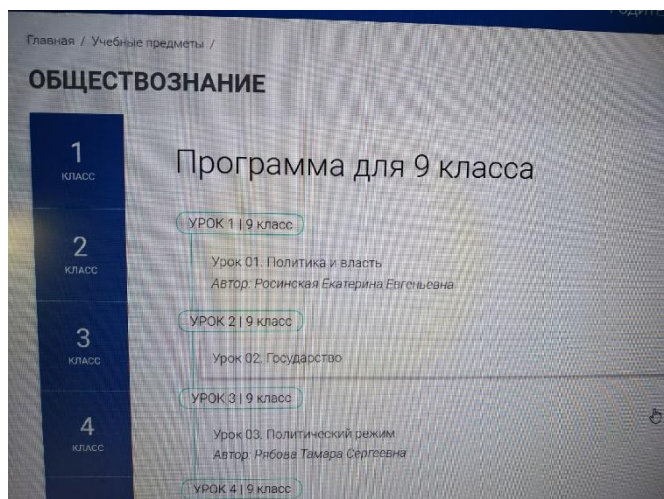 Главная / Учебные предметы /
ОБЩЕСТВОЗНАНИЕ
1
КЛАСС
2
КЛАСС
3
КЛАСС
4
КЛАСС
Программа для 9 класса
УРОК 1 | 9 класс
Урок 01. Политика и власть
Автор: Росинская Екатерина Евгеньевна
УРОК 2 | 9 класс
Урок 02. Государство
УРОК 3 | 9 класс
Урок 03. Политический режим
Автор: Рябова Тамара Сергеевна
УРОК 4 | 9 класс